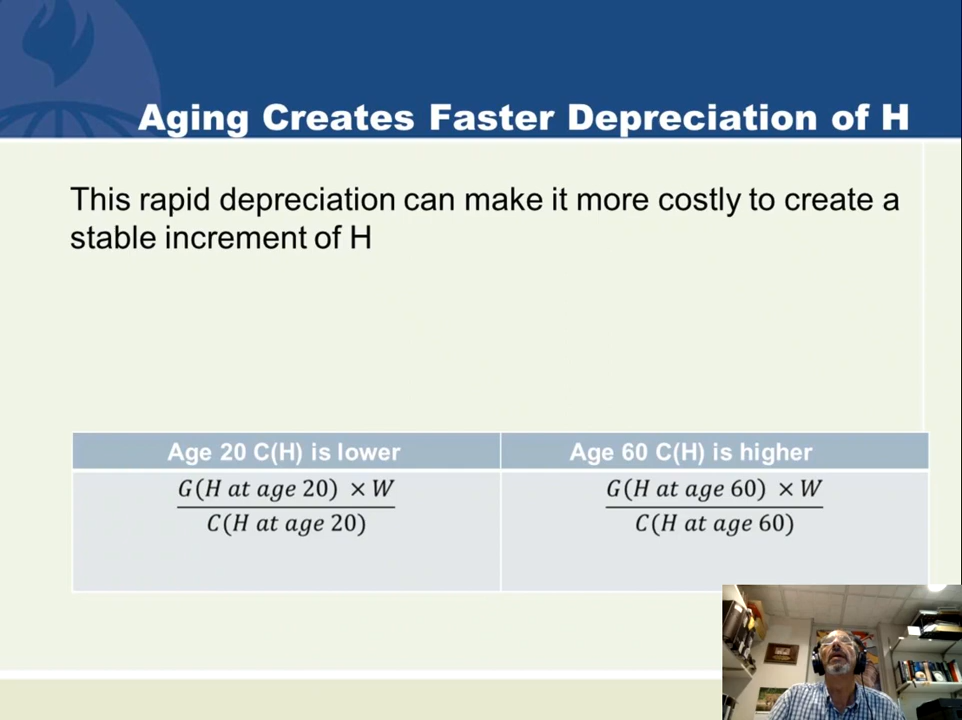 Aging Creates Faster Depreciation of H
This rapid depreciation can make it more costly to create a
stable increment of H
Age 20 C(H) is lower
Age 60 C(H) is higher
G(H at age 20) × W
C(H at age 20)
G(H at age 60) × W
C(H at age 60)